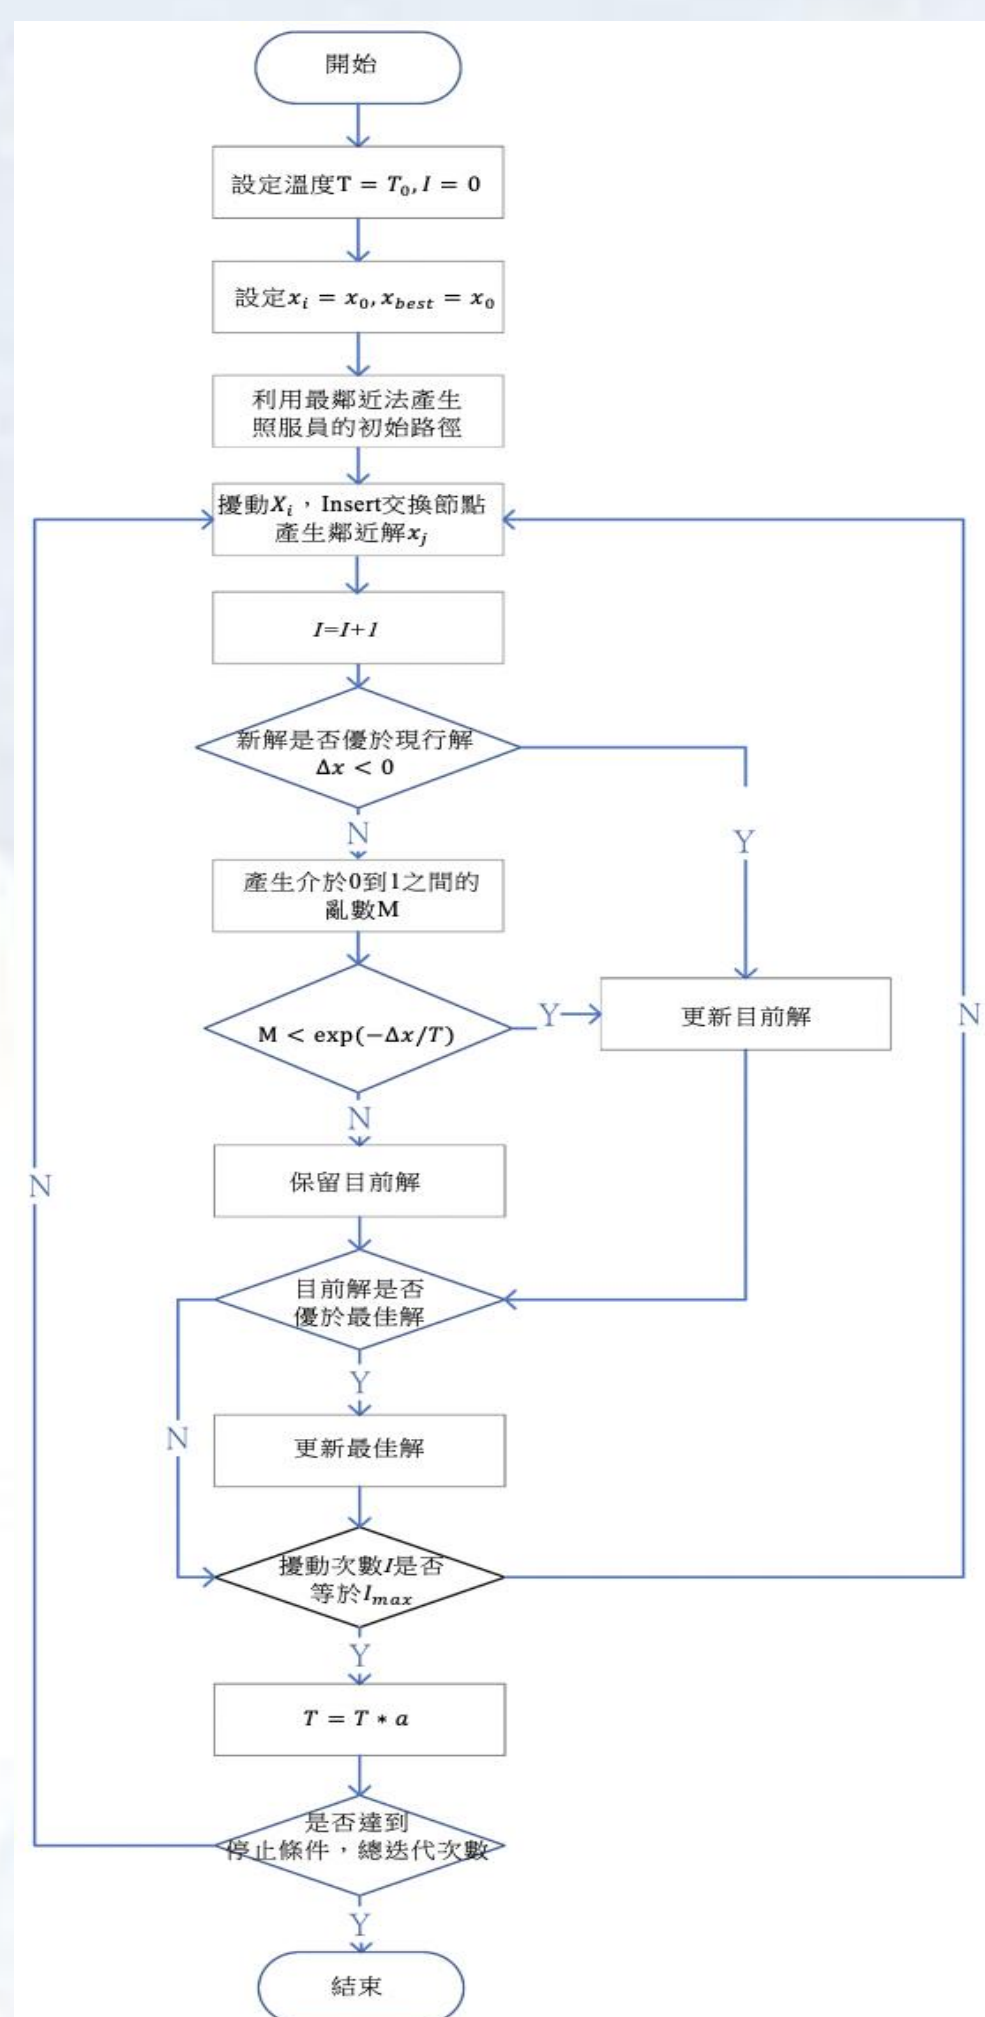 開始
設定溫度T = T₀, I = 0
設定xᵢ = x₀, x_best = x₀
利用最鄰近法產生
照服員的初始路徑
擾動Xᵢ，Insert交換節點
產生鄰近解xⱼ
I=I+1
新解是否優於現行解
Δx < 0
N
Y
產生介於0到1之間的
亂數M
M < exp(−Δx/T)
Y
更新目前解
N
N
保留目前解
N
目前解是否
優於最佳解
Y
N
更新最佳解
擾動次數I是否
等於I_max
Y
T = T * a
是否達到
停止條件，總迭代次數
Y
結束